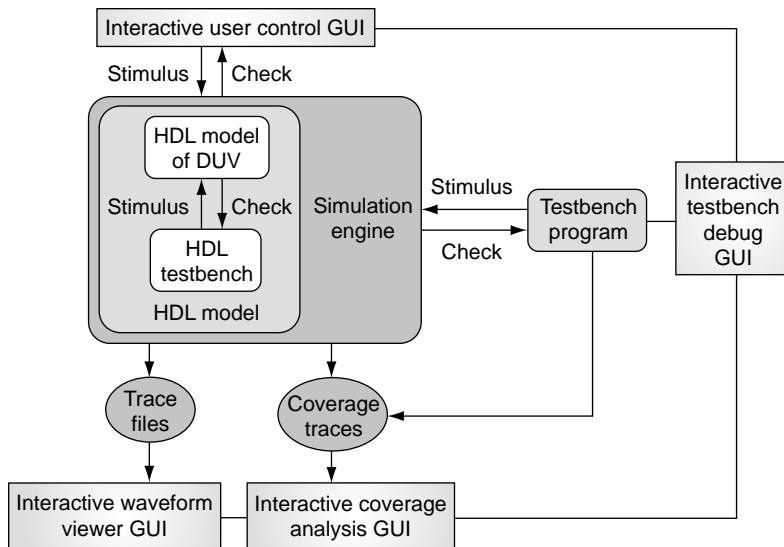 Interactive user control GUI
Stimulus
Check
HDL model
of DUV
Stimulus
Check
HDL
testbench
HDL model
Simulation
engine
Stimulus
Check
Testbench
program
Interactive
testbench
debug
GUI
Trace
files
Coverage
traces
Interactive waveform
viewer GUI
Interactive coverage
analysis GUI